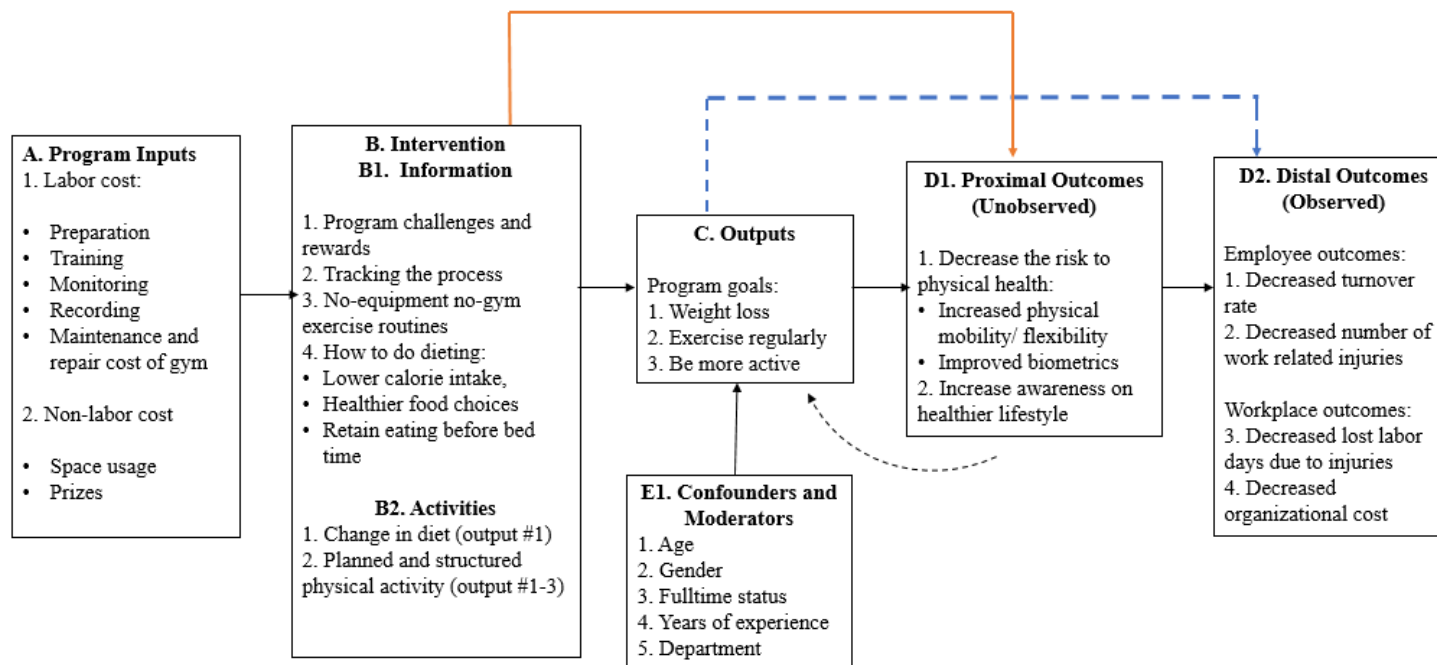 A. Program Inputs
1. Labor cost:
• Preparation
• Training
• Monitoring
• Recording
• Maintenance and
repair cost of gym
2. Non-labor cost
• Space usage
• Prizes
B. Intervention
B1. Information
1. Program challenges and
rewards
2. Tracking the process
3. No-equipment no-gym
exercise routines
4. How to do dieting:
• Lower calorie intake,
• Healthier food choices
• Retain eating before bed
time
B2. Activities
1. Change in diet (output #1)
2. Planned and structured
physical activity (output #1-3)
C. Outputs
Program goals:
1. Weight loss
2. Exercise regularly
3. Be more active
E1. Confounders and
Moderators
1. Age
2. Gender
3. Fulltime status
4. Years of experience
5. Department
D1. Proximal Outcomes
(Unobserved)
1. Decrease the risk to
physical health:
• Increased physical
mobility/ flexibility
• Improved biometrics
2. Increase awareness on
healthier lifestyle
D2. Distal Outcomes
(Observed)
Employee outcomes:
1. Decreased turnover
rate
2. Decreased number of
work related injuries
Workplace outcomes:
3. Decreased lost labor
days due to injuries
4. Decreased
organizational cost